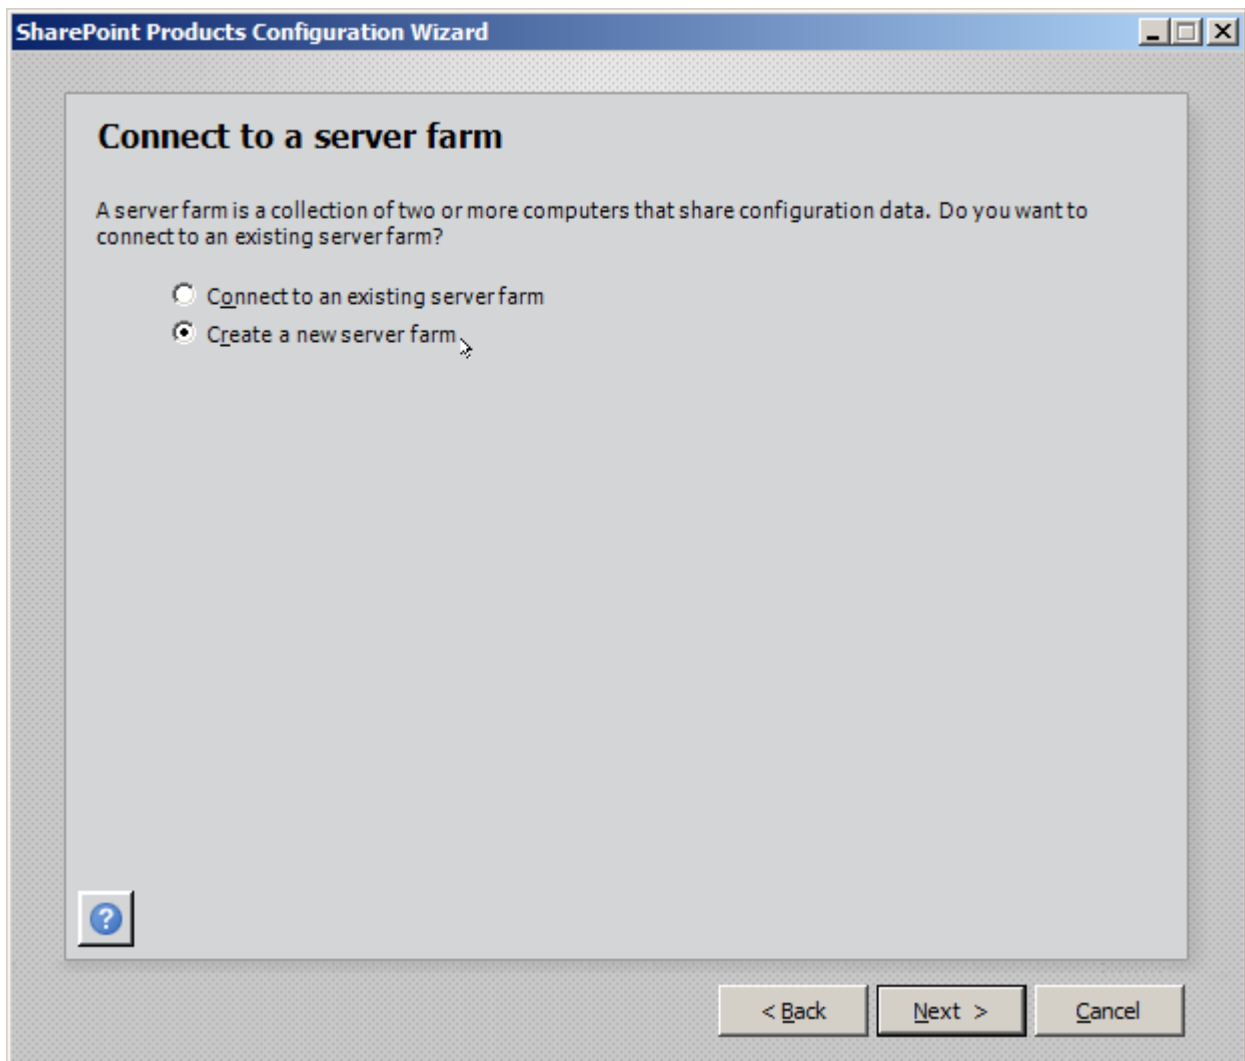 SharePoint Products Configuration Wizard
Connect to a server farm
A server farm is a collection of two or more computers that share configuration data. Do you want to
connect to an existing server farm?
Connect to an existing server farm
Create a new server farm
?
< Back
Next >
Cancel